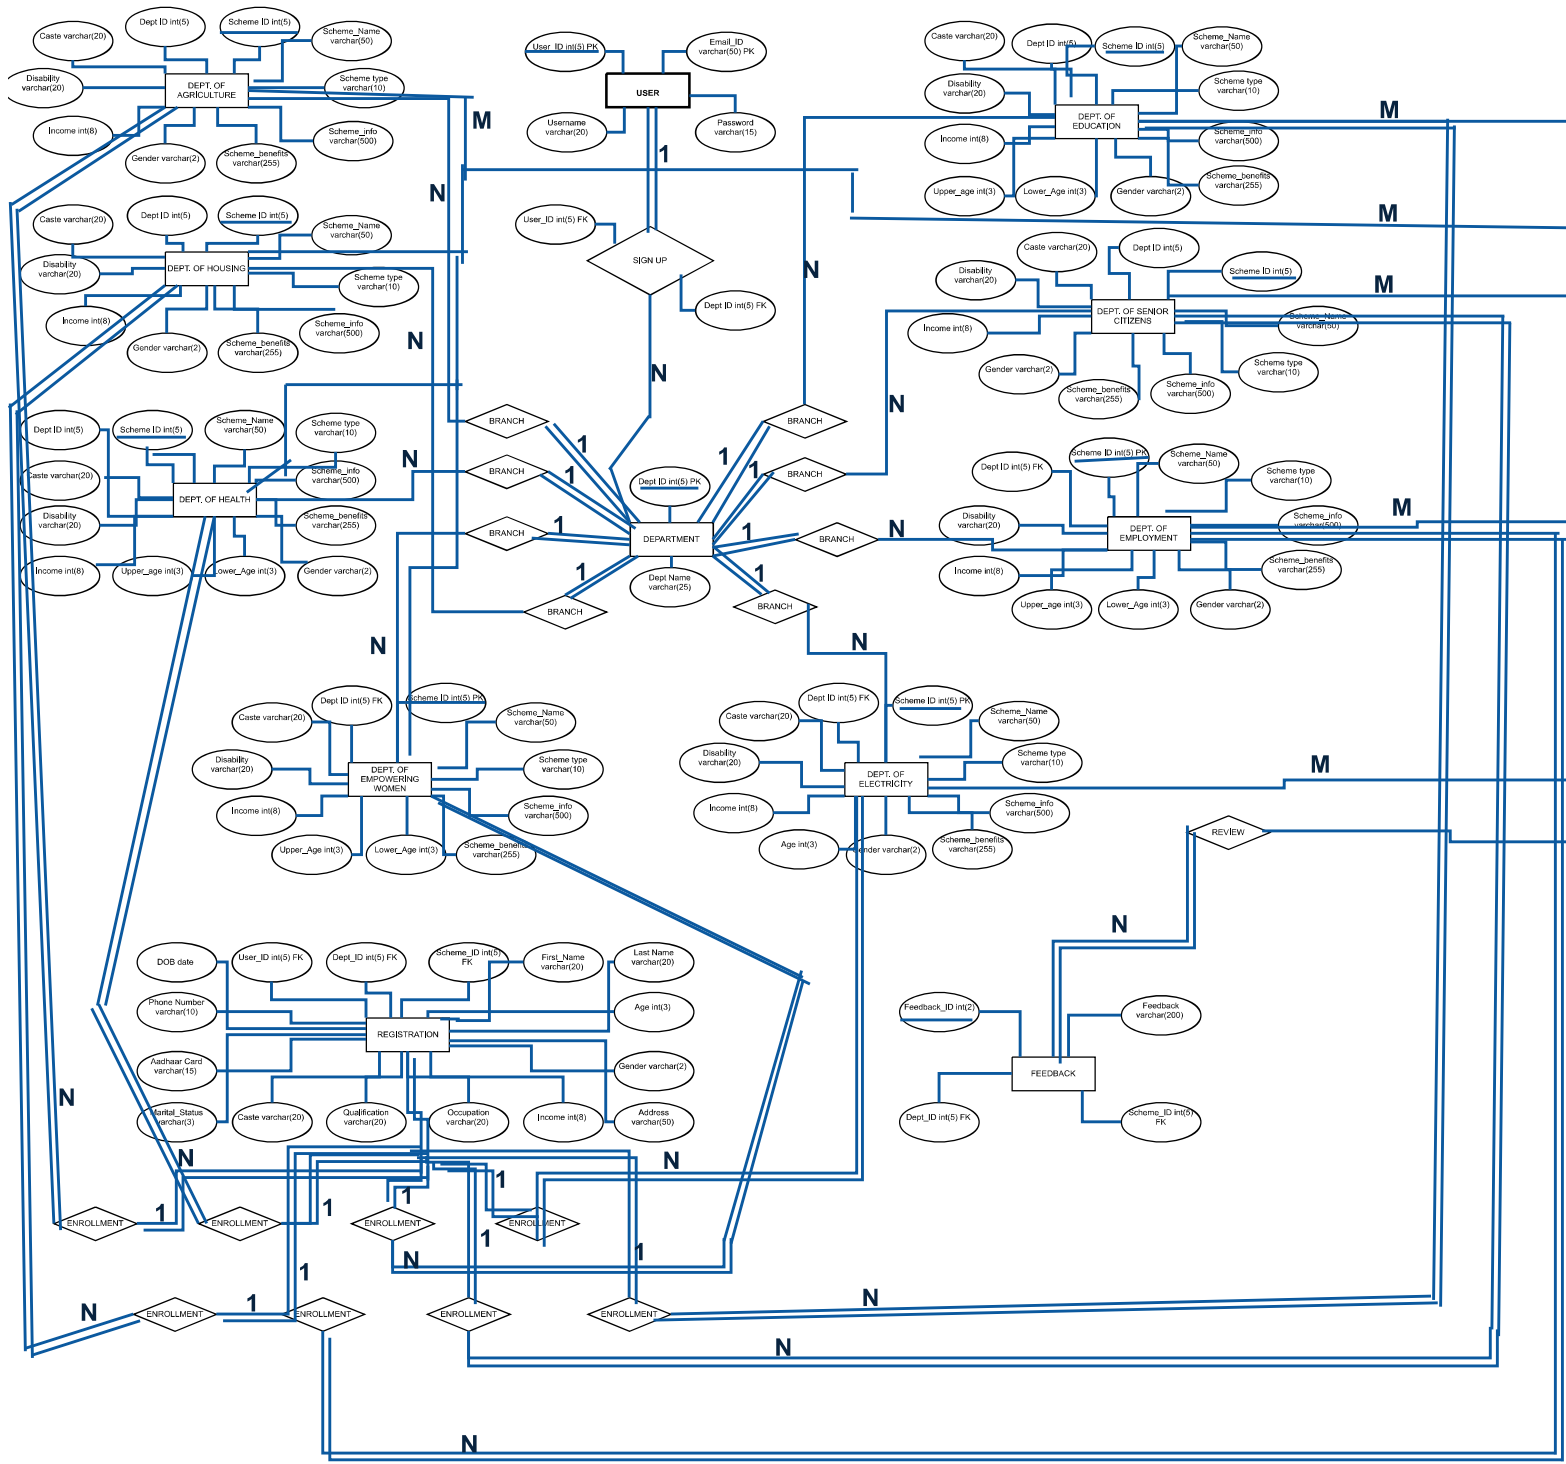 Dept ID int(5)
Scheme ID int(5)
Scheme_Name
varchar(50)
Caste varchar(20)
Disability
varchar(20)
DEPT. OF
AGRICULTURE
Scheme type
varchar(10)
Income int(8)
Gender varchar(2)
Scheme_benefits
varchar(255)
Scheme_info
varchar(500)
M
N
User_ID int(5) PK
Email_ID
varchar(50) PK
USER
Username
varchar(20)
Password
varchar(15)
1
User_ID int(5) FK
SIGN UP
Dept ID int(5) FK
N
Caste varchar(20)
Dept ID int(5)
Scheme ID int(5)
Scheme_Name
varchar(50)
Disability
varchar(20)
Scheme type
varchar(10)
DEPT. OF
EDUCATION
Income int(8)
Scheme_info
varchar(500)
Upper_age int(3)
Lower_Age int(3)
Gender varchar(2)
Scheme_benefits
varchar(255)
M
M
N
Caste varchar(20)
Dept ID int(5)
Scheme ID int(5)
Scheme_Name
varchar(50)
Disability
varchar(20)
DEPT. OF HOUSING
Scheme type
varchar(10)
Income int(8)
Gender varchar(2)
Scheme_benefits
varchar(255)
Scheme_info
varchar(500)
N
Caste varchar(20)
Dept ID int(5)
Scheme ID int(5)
Disability
varchar(20)
DEPT. OF SENIOR
CITIZENS
Income int(8)
Scheme_Name
varchar(50)
Scheme type
varchar(10)
Gender varchar(2)
Scheme_benefits
varchar(255)
Scheme_info
varchar(500)
M
N
Dept ID int(5)
Scheme ID int(5)
Scheme_Name
varchar(50)
Scheme type
varchar(10)
Caste varchar(20)
Scheme_info
varchar(500)
DEPT. OF HEALTH
Disability
varchar(20)
Scheme_benefits
varchar(255)
Income int(8)
Upper_age int(3)
Lower_Age int(3)
Gender varchar(2)
N
BRANCH
BRANCH
BRANCH
BRANCH
1
1
1
1
Dept ID int(5) PK
DEPARTMENT
Dept Name
varchar(25)
BRANCH
BRANCH
BRANCH
BRANCH
1
1
1
1
N
N
N
Dept ID int(5) FK
Scheme ID int(5) PK
Scheme_Name
varchar(50)
Scheme type
varchar(10)
Disability
varchar(20)
DEPT. OF
EMPLOYMENT
Scheme_info
varchar(500)
Income int(8)
Scheme_benefits
varchar(255)
Upper_age int(3)
Lower_Age int(3)
Gender varchar(2)
M
Caste varchar(20)
Dept ID int(5) FK
Scheme ID int(5) PK
Scheme_Name
varchar(50)
Disability
varchar(20)
DEPT. OF
EMPOWERING
WOMEN
Scheme type
varchar(10)
Income int(8)
Scheme_info
varchar(500)
Upper_Age int(3)
Lower_Age int(3)
Scheme_benefits
varchar(255)
Caste varchar(20)
Dept ID int(5) FK
Scheme ID int(5) PK
Scheme_Name
varchar(50)
Disability
varchar(20)
DEPT. OF
ELECTRICITY
Scheme type
varchar(10)
Income int(8)
Scheme_info
varchar(500)
Age int(3)
Gender varchar(2)
Scheme_benefits
varchar(255)
M
REVIEW
N
DOB date
User_ID int(5) FK
Dept_ID int(5) FK
Scheme_ID int(5)
FK
First_Name
varchar(20)
Last Name
varchar(20)
Phone Number
varchar(10)
REGISTRATION
Age int(3)
Aadhaar Card
varchar(15)
Gender varchar(2)
Marital_Status
varchar(3)
Caste varchar(20)
Qualification
varchar(20)
Occupation
varchar(20)
Income int(8)
Address
varchar(50)
Feedback_ID int(2)
Feedback
varchar(200)
FEEDBACK
Dept_ID int(5) FK
Scheme_ID int(5)
FK
N
N
N
1
1
1
1
ENROLLMENT
ENROLLMENT
ENROLLMENT
ENROLLMENT
N
1
1
1
N
1
N
ENROLLMENT
ENROLLMENT
ENROLLMENT
ENROLLMENT
N
N